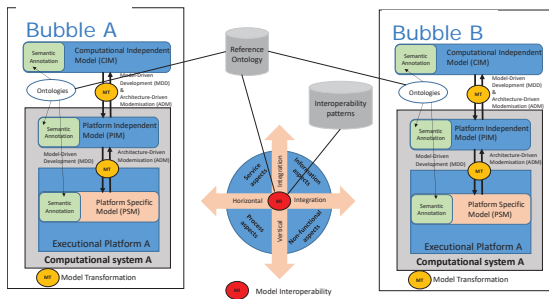 Bubble A
Semantic
Annotation
Computational Independent
Model (CIM)
Model-Driven
Development (MDD)
&
Architecture-Driven
Modernisation (ADM)
Ontologies
MT
Semantic
Annotation
Platform Independent
Model (PIM)
Model-Driven
Development (MDD)
MT
Architecture-Driven
Modernisation (ADM)
Semantic
Annotation
Platform Specific
Model (PSM)
Executional Platform A
Computational system A
MT
Model Transformation
Reference
Ontology
Interoperability
patterns
Service
aspects
Integration
Information
aspects
Horizontal
MI
Integration
Process
aspects
Vertical
Non-functional
aspects
MI
Model Interoperability
Bubble B
Semantic
Annotation
Computational Independent
Model (CIM)
Model-Driven
Development (MDD)
&
Architecture-Driven
Modernisation (ADM)
Ontologies
MT
Semantic
Annotation
Platform Independent
Model (PIM)
Model-Driven
Development (MDD)
MT
Architecture-Driven
Modernisation (ADM)
Semantic
Annotation
Platform Specific
Model (PSM)
Executional Platform A
Computational system A
MT
Model Transformation